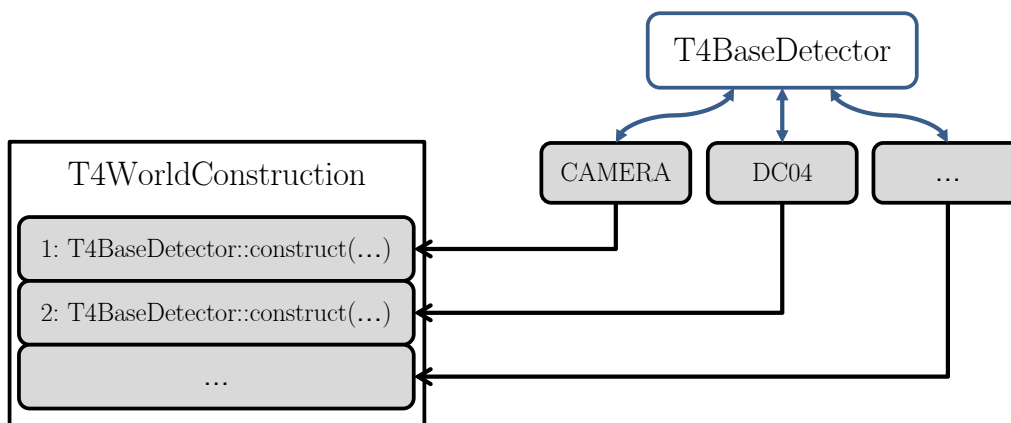 T4BaseDetector
CAMERA
DC04
...
T4WorldConstruction
1: T4BaseDetector::construct(...)
2: T4BaseDetector::construct(...)
...